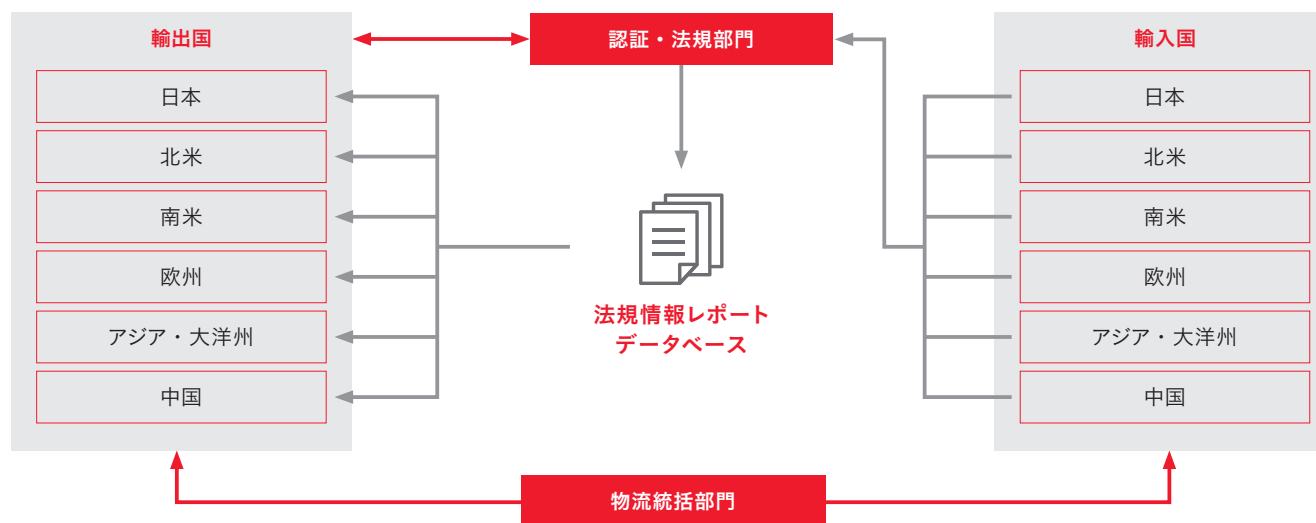 輸出国
日本
北米
南米
欧州
アジア・大洋州
中国
認証・法規部門
法規情報レポート
データベース
輸入国
日本
北米
南米
欧州
アジア・大洋州
中国
物流統括部門